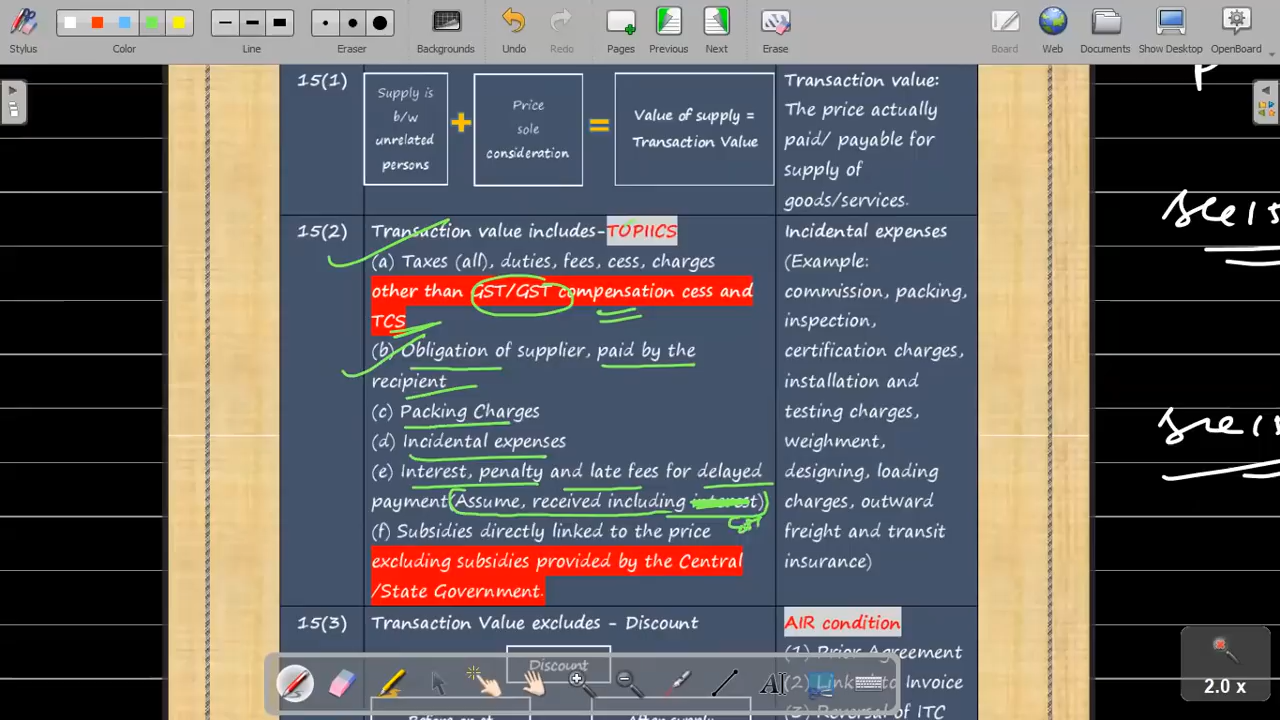 Stylus
Color
Line
Eraser
Backgrounds
Undo
Redo
Pages
Previous
Next
Erase
Board
Web
Documents
Show Desktop
OpenBoard
15(1)
Supply is
b/w
unrelated
persons
+
Price
sole
consideration
=
Value of supply =
Transaction Value
Transaction value:
The price actually
paid/ payable for
supply of
goods/services.
15(2)
Transaction value includes-TOPIICS
(a) Taxes (all), duties, fees, cess, charges
other than GST/GST compensation cess and
TCS
(b) Obligation of supplier, paid by the
recipient
(c) Packing Charges
(d) Incidental expenses
(e) Interest, penalty and late fees for delayed
payment (Assume, received including interest)
GST
(f) Subsidies directly linked to the price
excluding subsidies provided by the Central
/State Government.
Incidental expenses
(Example:
commission, packing,
inspection,
certification charges,
installation and
testing charges,
weighment,
designing, loading
charges, outward
freight and transit
insurance)
15(3)
Transaction Value excludes - Discount
Discount
AIR condition
(1) Prior Agreement
(2) Link to Invoice
(3) Reversal of ITC
2.0 x